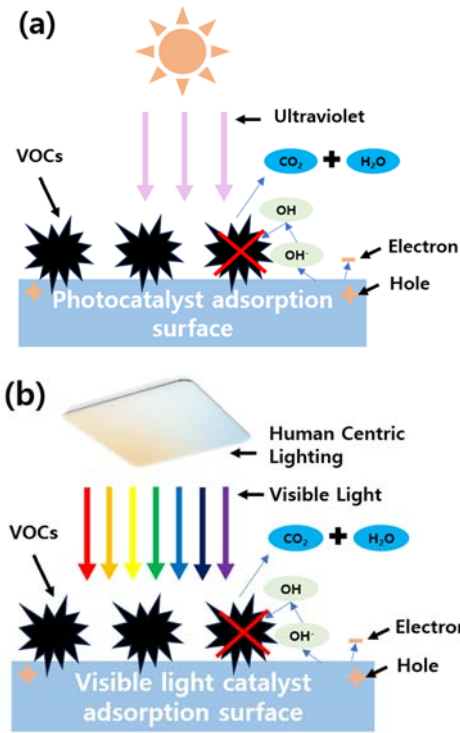 (a)
Ultraviolet
VOCs
CO2 + H2O
OH
OH-
Electron
Hole
+
+
Photocatalyst adsorption
surface
(b)
Human Centric
Lighting
Visible Light
VOCs
CO2 + H2O
OH
OH-
Electron
Hole
+
+
Visible light catalyst
adsorption surface